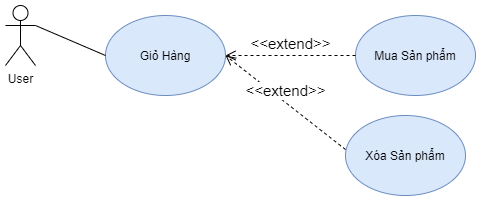 Giỏ Hàng
<<extend>>
Mua Sản phẩm
User
<<extend>>
Xóa Sản phẩm